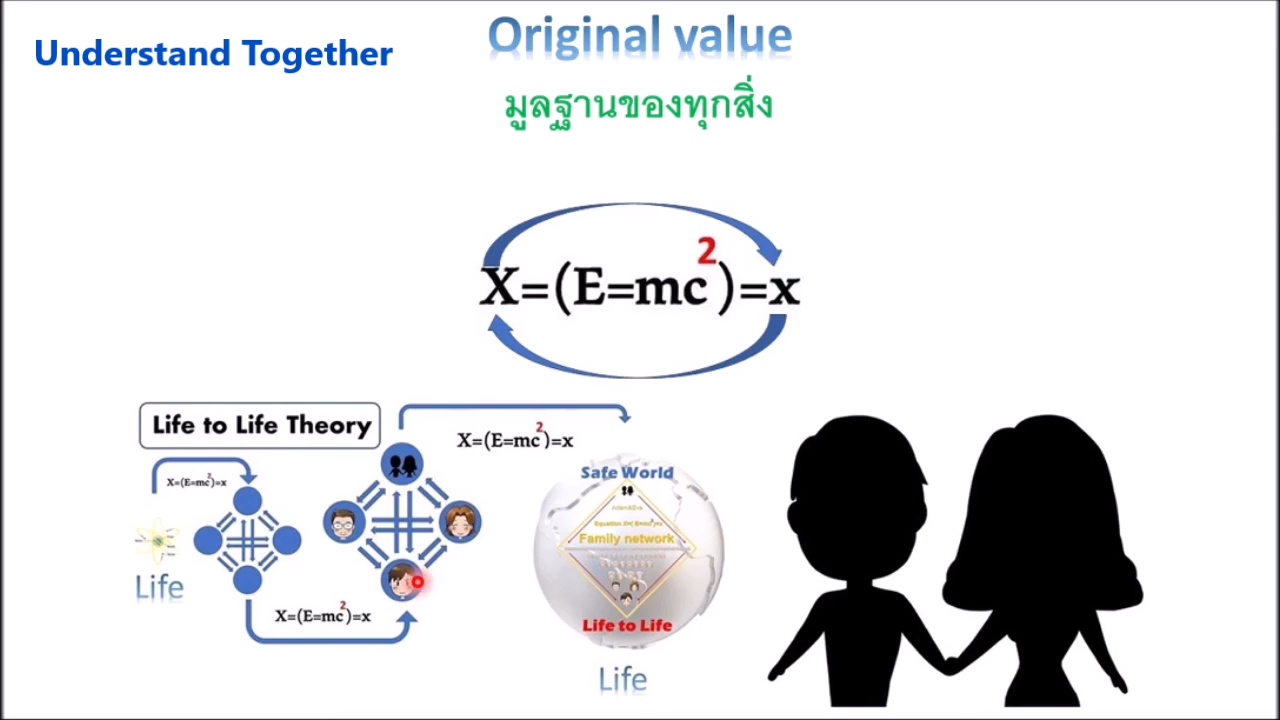 Original value
Understand Together
มูลฐานของทุกสิ่ง
X=(E=mc²)=x
Life to Life Theory
X=(E=mc²)=x
X=(E=mc²)=x
Life
X=(E=mc²)=x
Safe World
Family network
Life to Life
Life